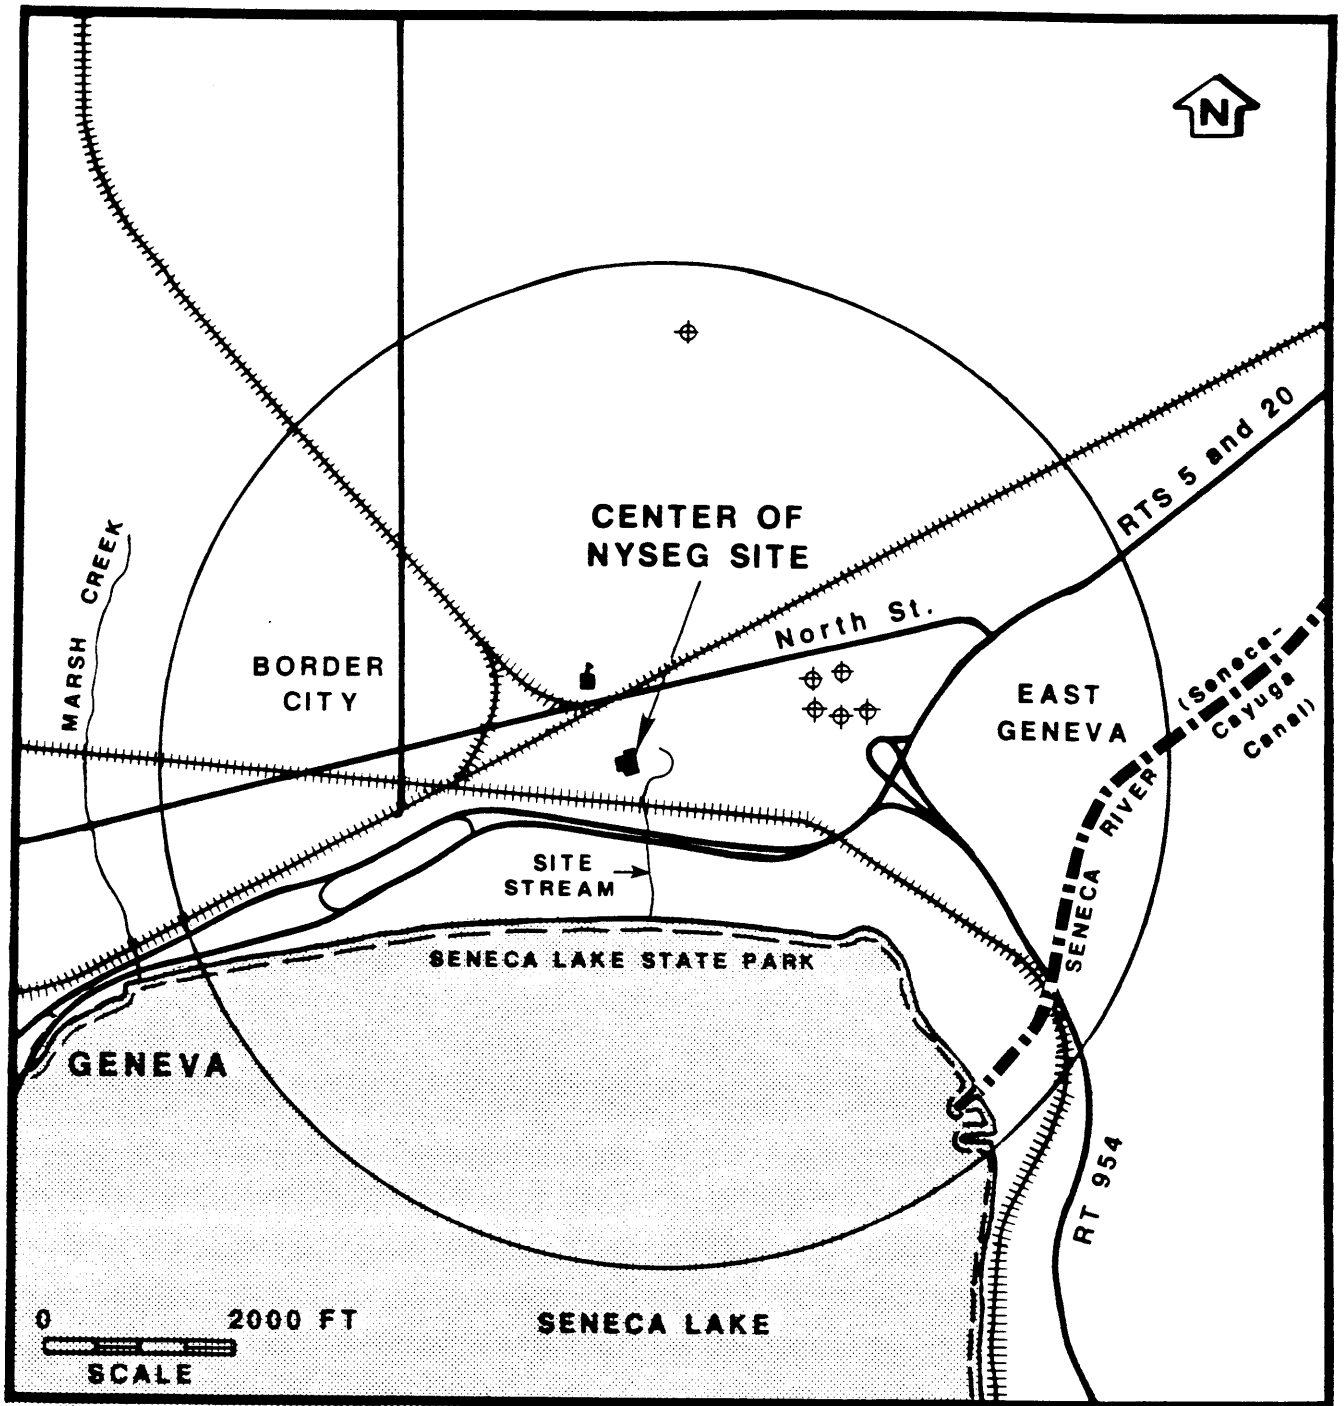 N
RTS 5 and 20
CENTER OF
NYSEG SITE
MARSH CREEK
North St.
BORDER
CITY
EAST
GENEVA
(Seneca-
Cayuga
Canal)
SENECA RIVER
SITE
STREAM
SENECA LAKE STATE PARK
GENEVA
RT 954
0 2000 FT
SCALE
SENECA LAKE